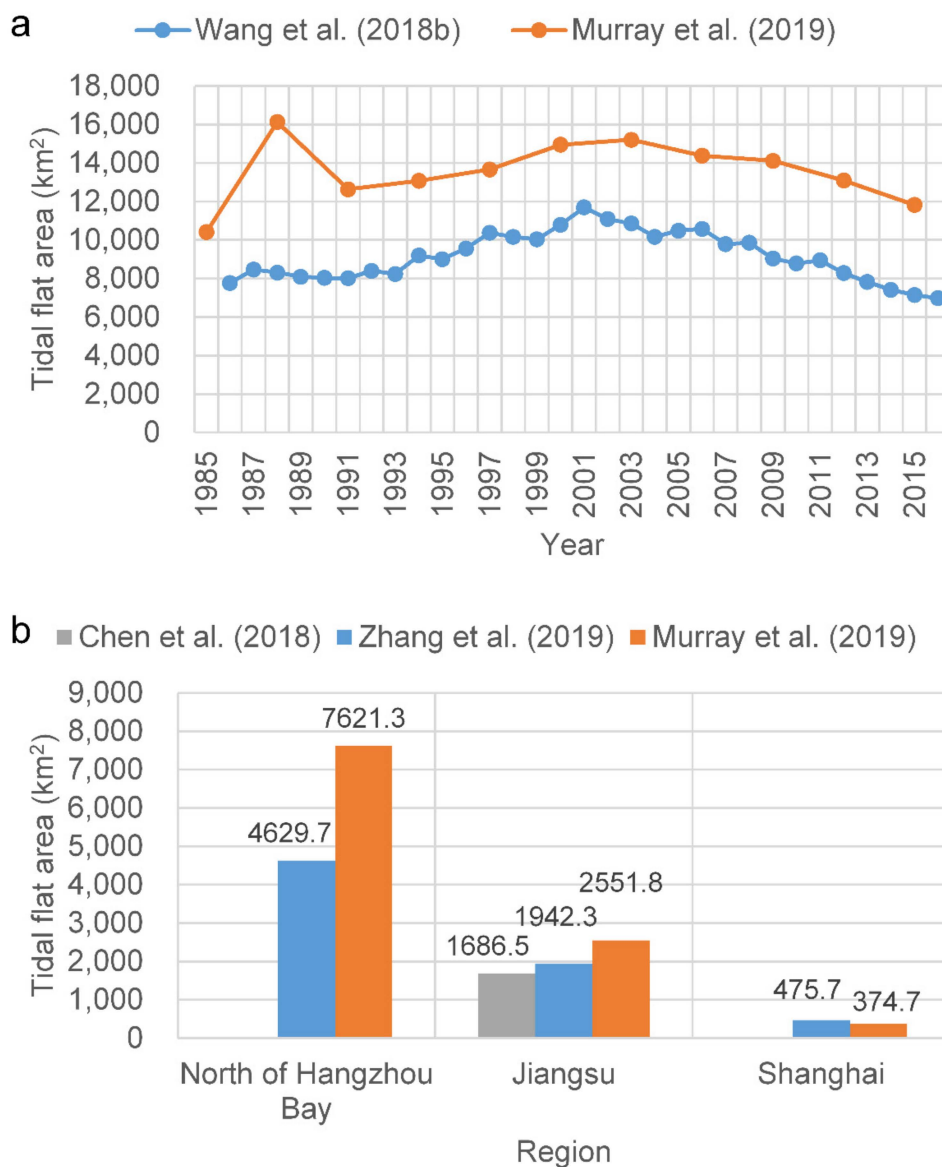 a
Wang et al. (2018b)
Murray et al. (2019)
Tidal flat area (km²)
18,000
16,000
14,000
12,000
10,000
8,000
6,000
4,000
2,000
0
1985
1987
1989
1991
1993
1995
1997
1999
2001
2003
2005
2007
2009
2011
2013
2015
Year
b
Chen et al. (2018)
Zhang et al. (2019)
Murray et al. (2019)
Tidal flat area (km²)
9,000
8,000
7,000
6,000
5,000
4,000
3,000
2,000
1,000
0
4629.7
7621.3
1686.5
1942.3
2551.8
475.7
374.7
North of Hangzhou
Bay
Jiangsu
Shanghai
Region